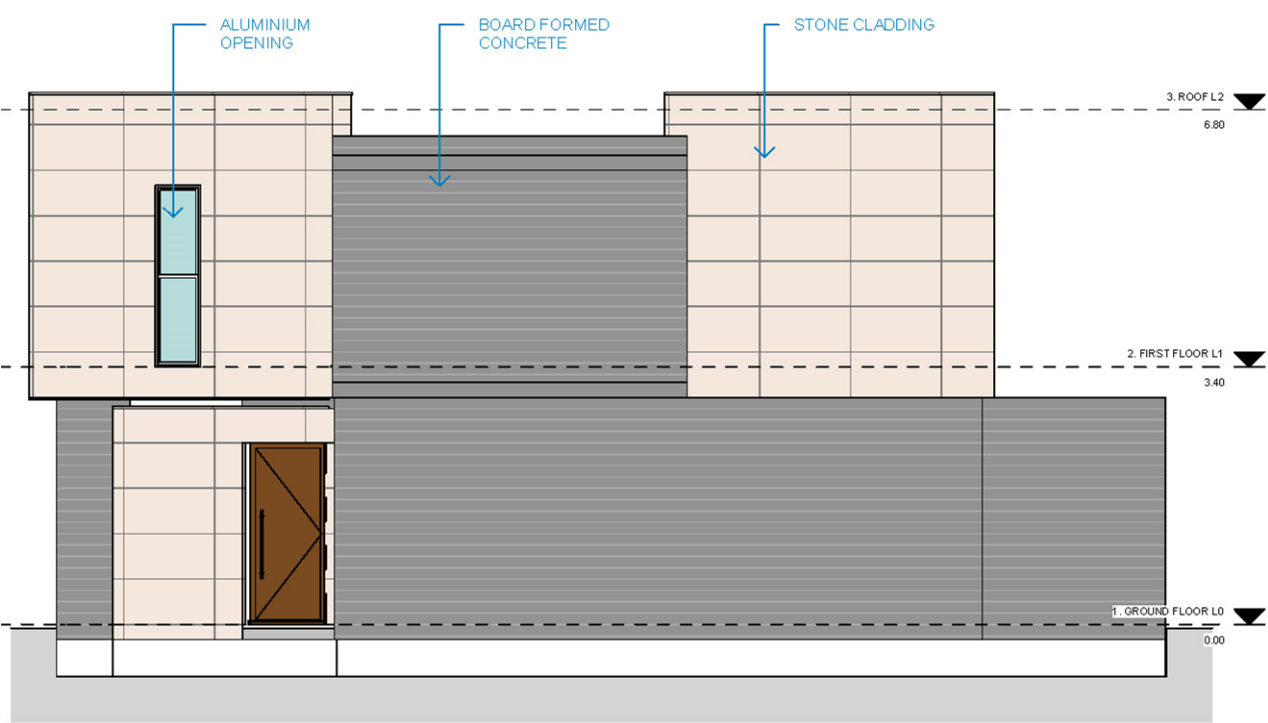 ALUMINIUM
OPENING
BOARD FORMED
CONCRETE
STONE CLADDING
3. ROOF L2
6.80
2. FIRST FLOOR L1
3.40
1. GROUND FLOOR L0
0.00